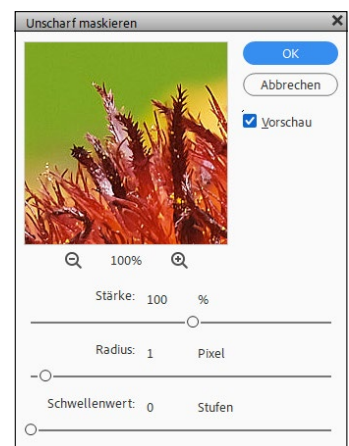 Unscharf maskieren
OK
Abbrechen
Vorschau
100%
Stärke: 100 %
Radius: 1 Pixel
Schwellenwert: 0 Stufen